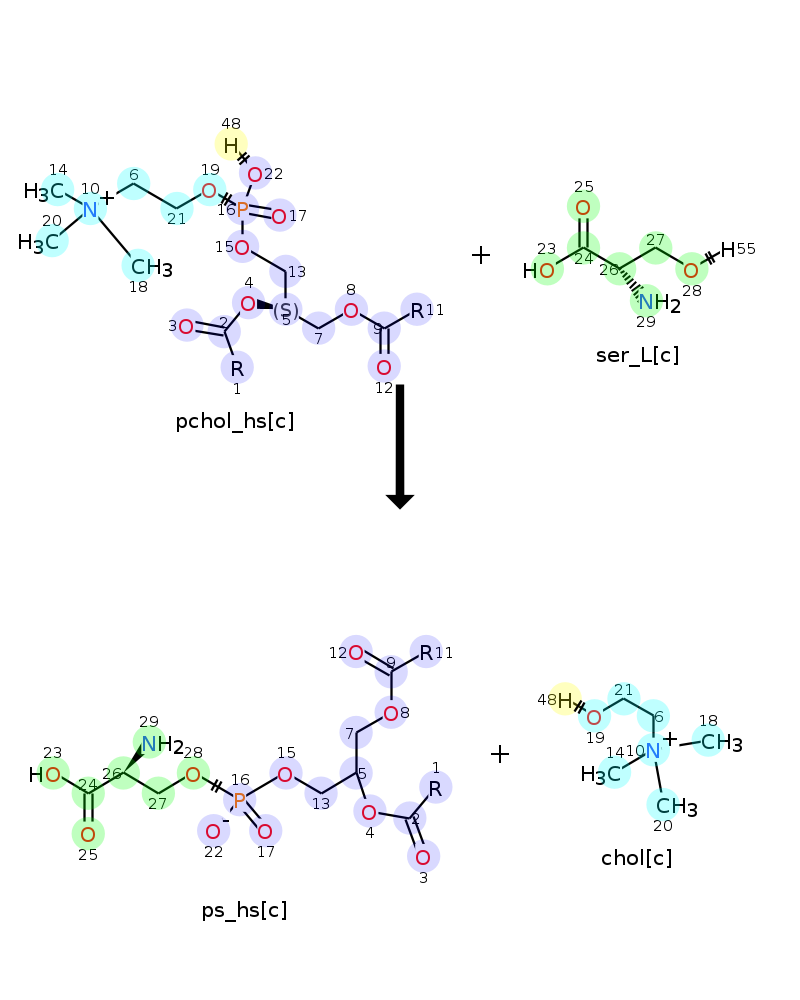 48
H
14 6 19 O 22
H3C 10 N + O
20 21 16 P O 17
H3C 15 O
CH3 13
18 4 8
O (S) O R 11
3 O 2 5 7 9
R O
1 12
pchol_hs[c]
+
25
O
23 27 H 55
HO 24 26 O
28
NH2
29
ser_L[c]
12 O 9 R 11
O 8
7
29
NH2
23 28 15 1
HO 26 O 16 O 5 R
24 27 P 13 O 2
O - O 4
O 22 17 O
25 3
ps_hs[c]
+
48 H 21 6
O 18
19 + CH3
14 10 N
H3C
CH3
20
chol[c]